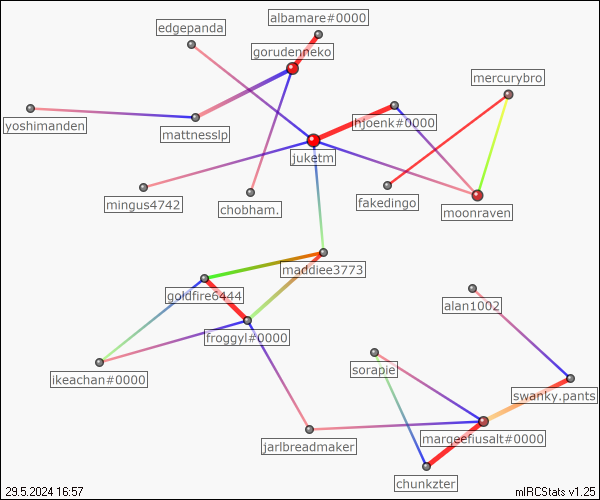 albamare#0000
edgepanda
gorudenneko
mercurybro
yoshimanden
hjoenk#0000
mattnesslp
juketm
mingus4742
chobham.
fakedingo
moonraven
maddiee3773
goldfire6444
alan1002
froggyl#0000
sorapie
ikeachan#0000
swanky.pants
marqeefiusalt#0000
jarlbreadmaker
chunkzter
29.5.2024 16:57
mIRCStats v1.25